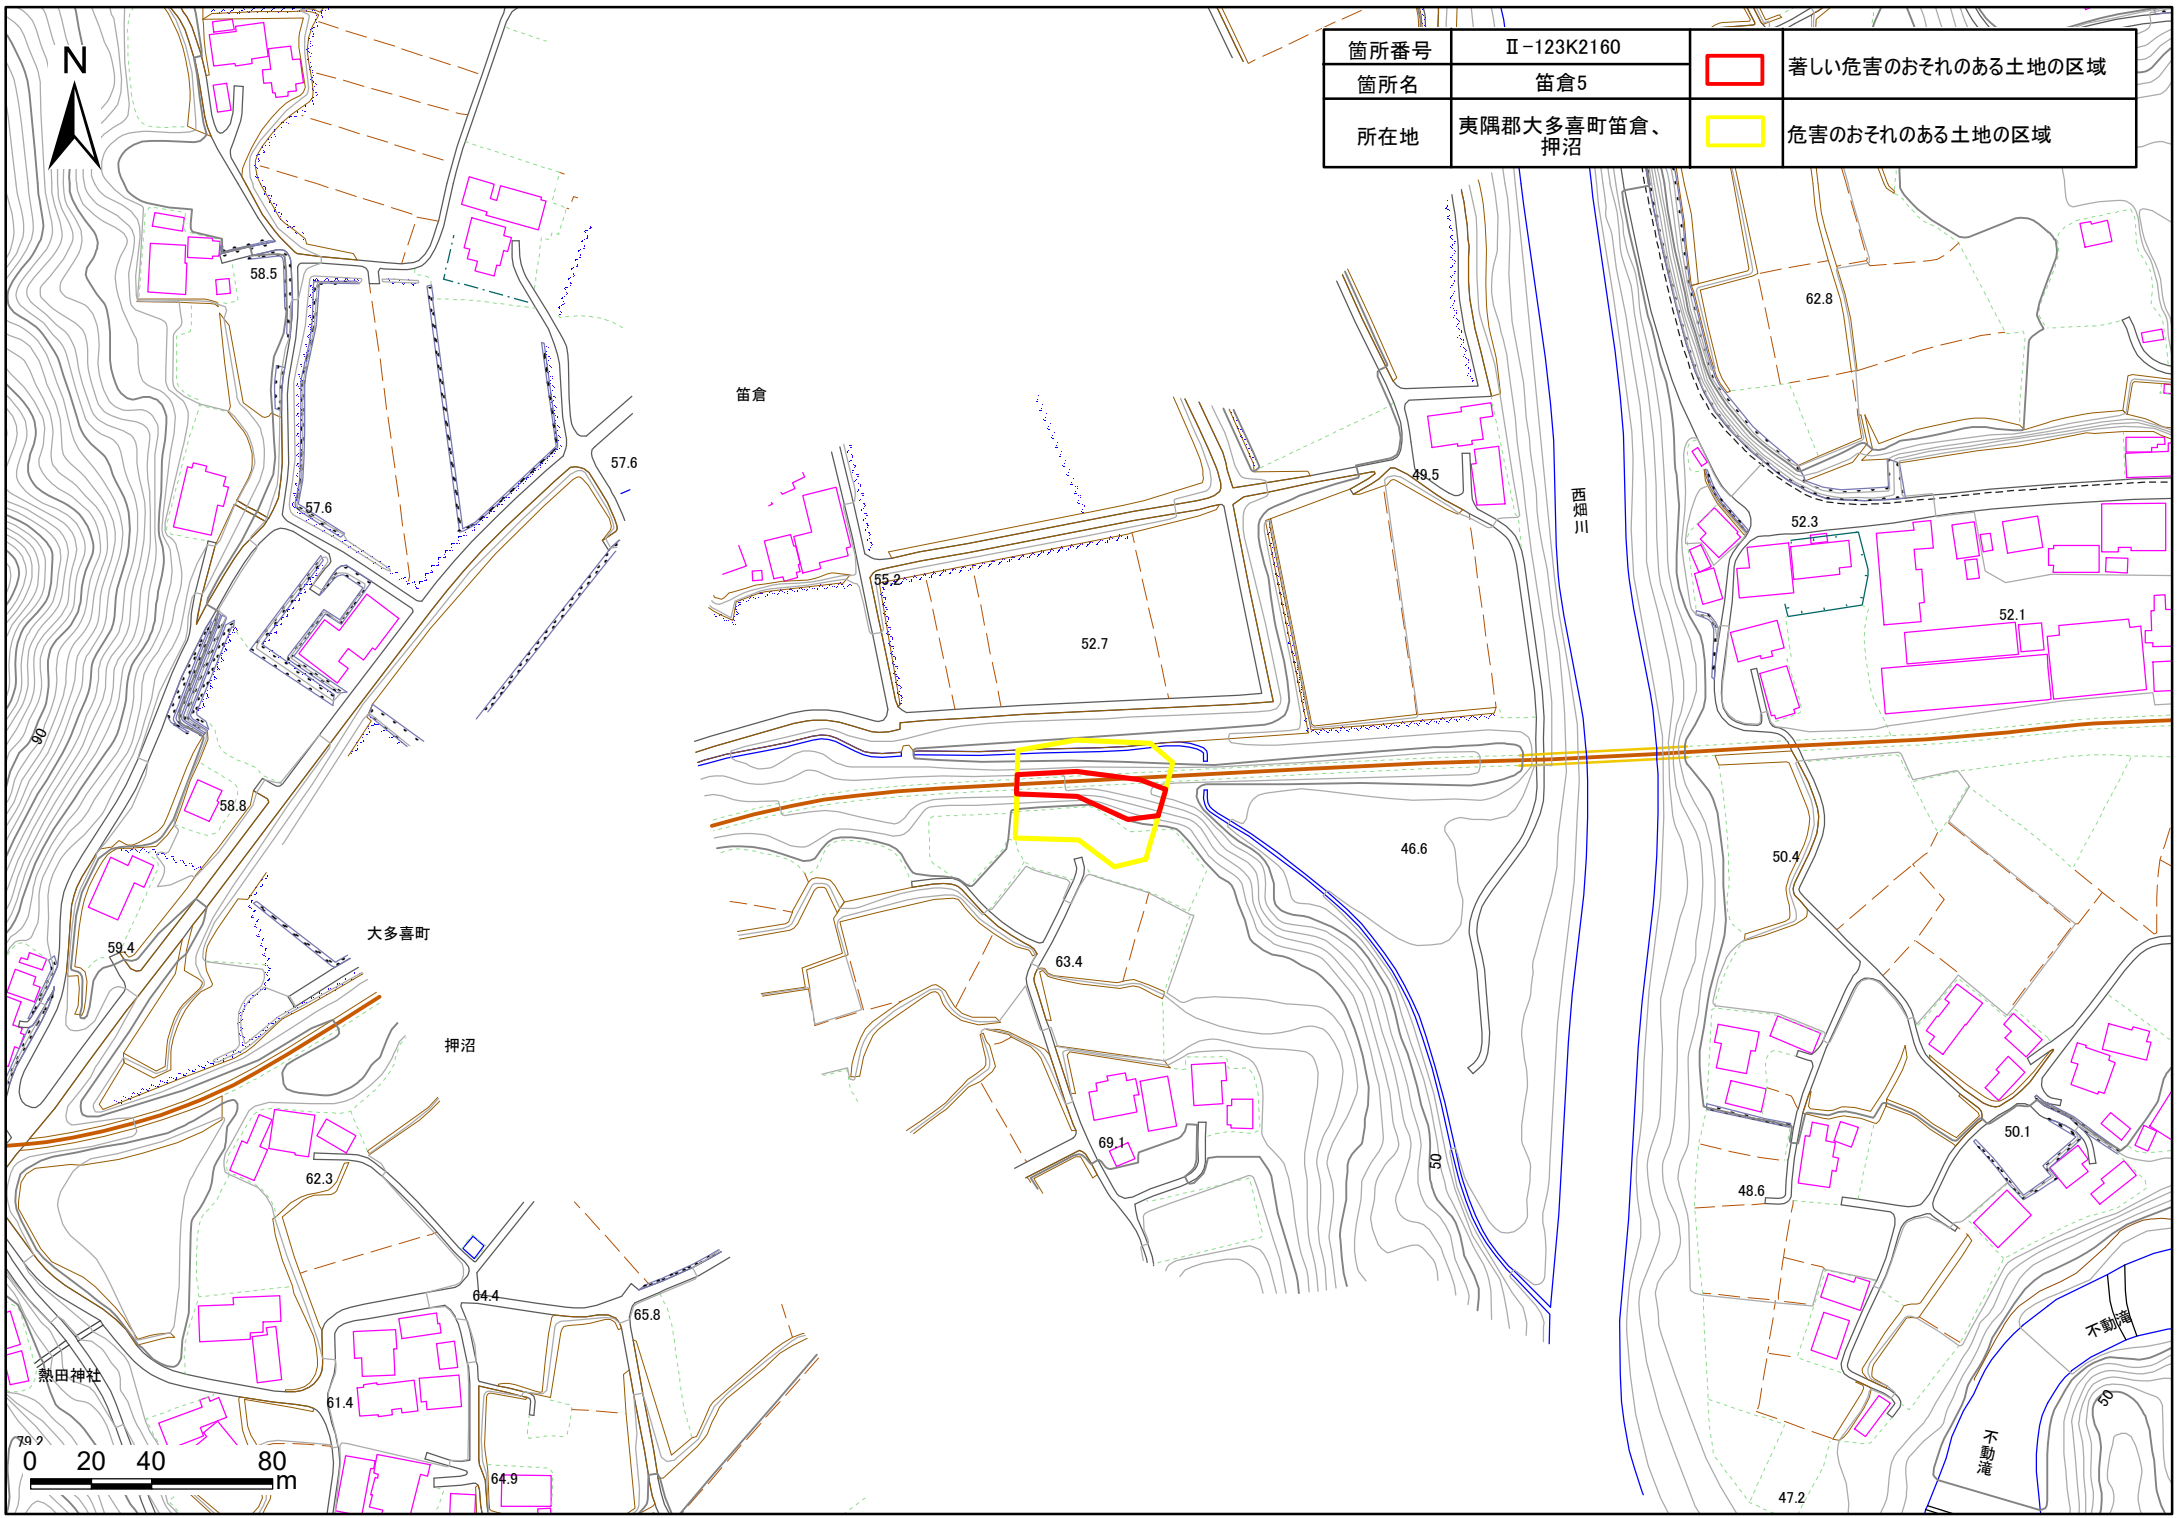 N
箇所番号 Ⅱ-123K2160
著しい危害のおそれのある土地の区域
箇所名 笛倉5
所在地 夷隅郡大多喜町笛倉、
押沼
危害のおそれのある土地の区域
58.5
62.8
笛倉
57.6
49.5
57.6
西畑川
52.3
55.2
52.1
52.7
90
58.8
46.6
50.4
大多喜町
59.4
63.4
押沼
69.1
50
50.1
62.3
48.6
64.4
65.8
不動滝
熱田神社
61.4
50
79.2
不動滝
64.9
47.2
0 20 40 80
m